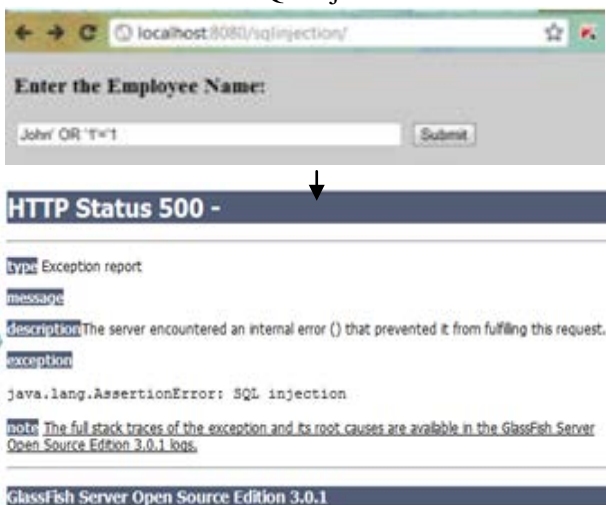 localhost:8080/sqlinjection/
Enter the Employee Name:
John' OR '1'='1
Submit
HTTP Status 500 -
type Exception report
message
description The server encountered an internal error () that prevented it from fulfilling this request.
exception
java.lang.AssertionError: SQL injection
note The full stack traces of the exception and its root causes are available in the GlassFish Server
Open Source Edition 3.0.1 logs.
GlassFish Server Open Source Edition 3.0.1